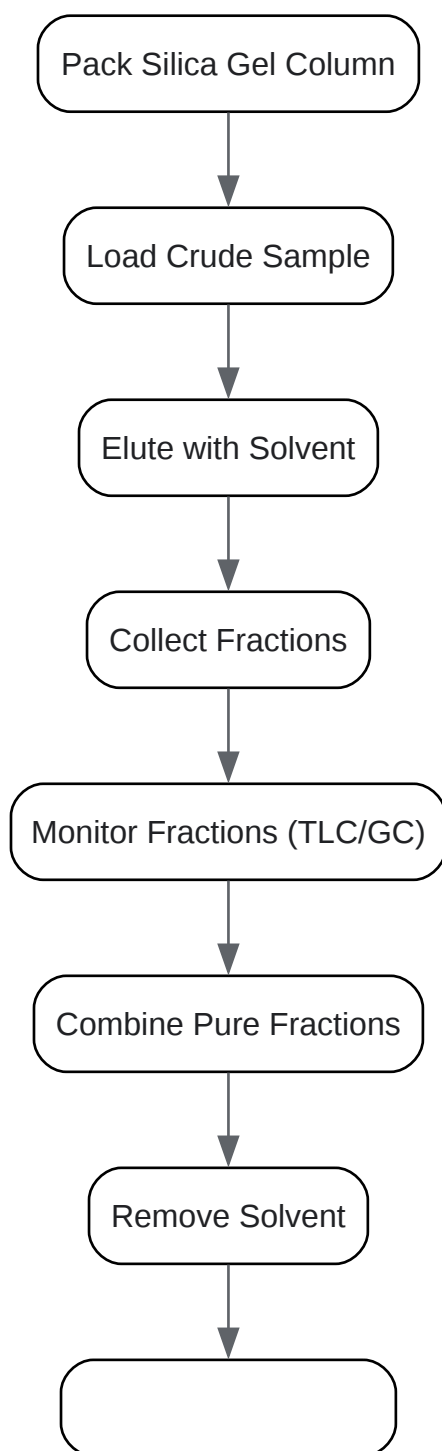 Pack Silica Gel Column
Load Crude Sample
Elute with Solvent
Collect Fractions
Monitor Fractions (TLC/GC)
Combine Pure Fractions
Remove Solvent